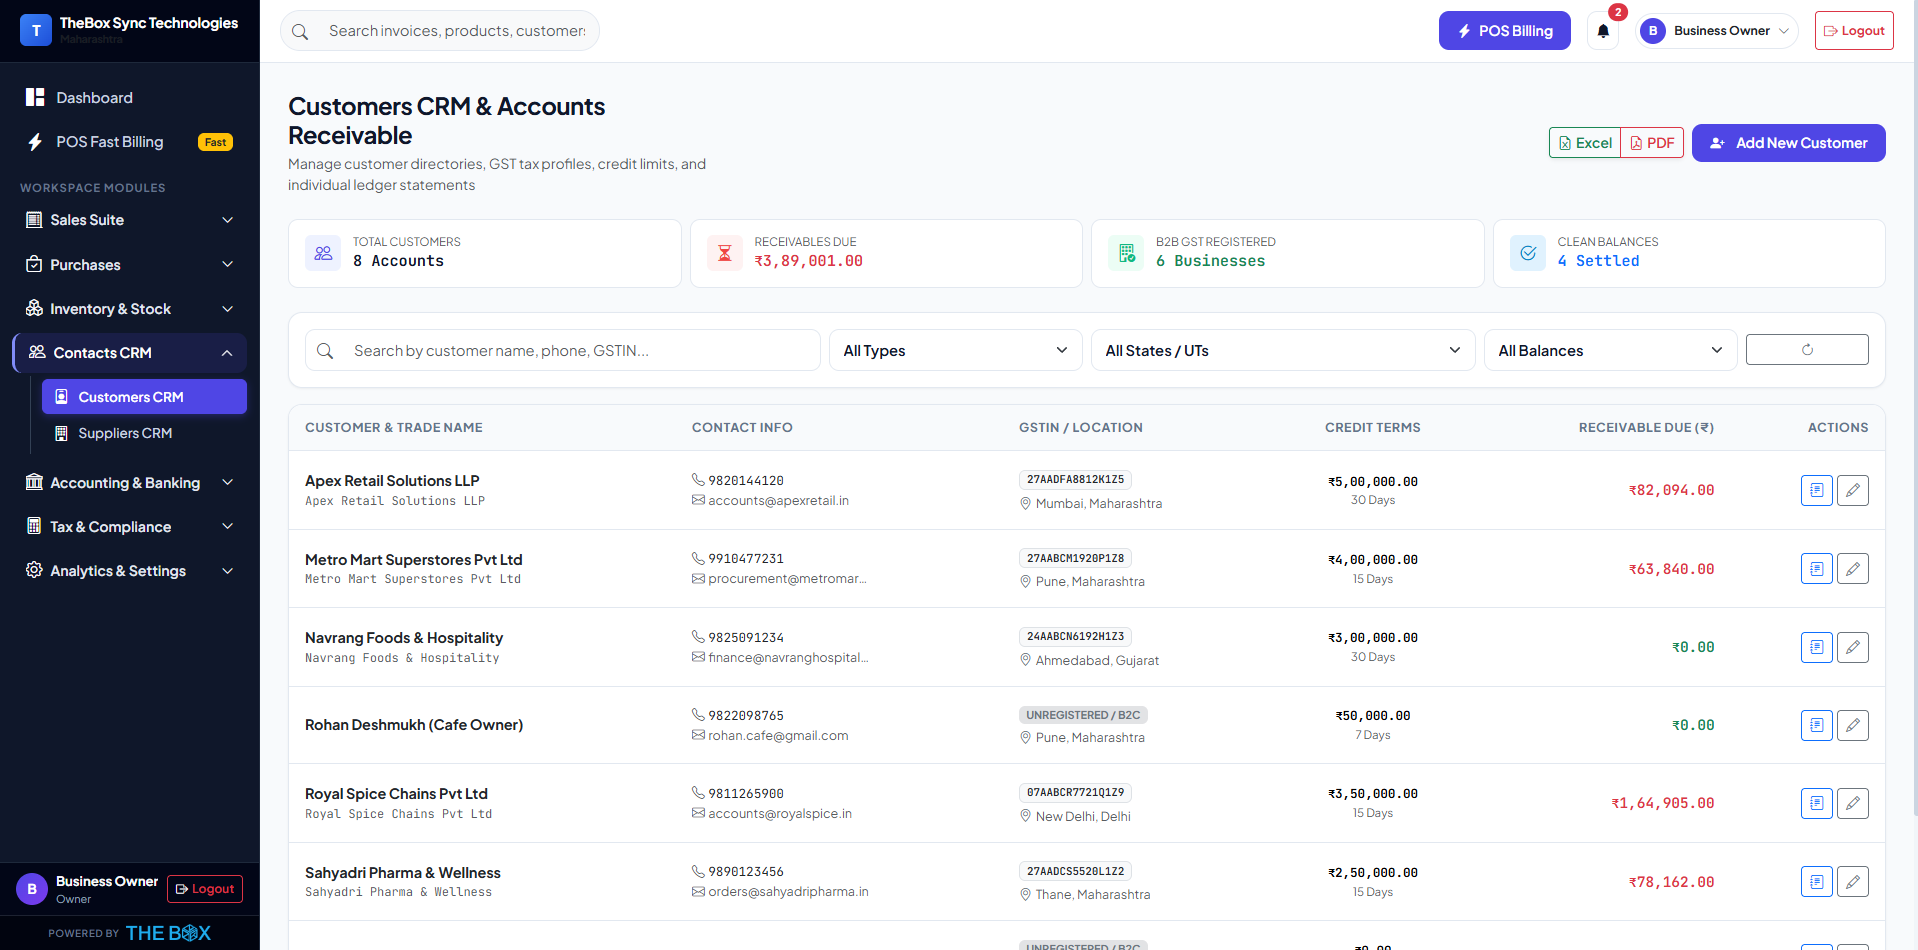 T
TheBox Sync Technologies
Maharashtra
Dashboard
POS Fast Billing
Fast
WORKSPACE MODULES
Sales Suite
Purchases
Inventory & Stock
Contacts CRM
Customers CRM
Suppliers CRM
Accounting & Banking
Tax & Compliance
Analytics & Settings
B
Business Owner
Owner
Logout
POWERED BY THE BOX
Search invoices, products, customers
POS Billing
2
B
Business Owner
Logout
Customers CRM & Accounts
Receivable
Manage customer directories, GST tax profiles, credit limits, and
individual ledger statements
Excel
PDF
Add New Customer
TOTAL CUSTOMERS
8 Accounts
RECEIVABLES DUE
₹3,89,001.00
B2B GST REGISTERED
6 Businesses
CLEAN BALANCES
4 Settled
Search by customer name, phone, GSTIN...
All Types
All States / UTs
All Balances
CUSTOMER & TRADE NAME CONTACT INFO GSTIN / LOCATION CREDIT TERMS RECEIVABLE DUE (₹) ACTIONS
Apex Retail Solutions LLP
Apex Retail Solutions LLP
9820144120
accounts@apexretail.in
27AADFA8812K1Z5
Mumbai, Maharashtra
₹5,00,000.00
30 Days
₹82,094.00
Metro Mart Superstores Pvt Ltd
Metro Mart Superstores Pvt Ltd
9910477231
procurement@metromar...
27AABCM1920P1Z8
Pune, Maharashtra
₹4,00,000.00
15 Days
₹63,840.00
Navrang Foods & Hospitality
Navrang Foods & Hospitality
9825091234
finance@navranghospital...
24AABCN6192H1Z3
Ahmedabad, Gujarat
₹3,00,000.00
30 Days
₹0.00
Rohan Deshmukh (Cafe Owner)
9822098765
rohan.cafe@gmail.com
UNREGISTERED / B2C
Pune, Maharashtra
₹50,000.00
7 Days
₹0.00
Royal Spice Chains Pvt Ltd
Royal Spice Chains Pvt Ltd
9811265900
accounts@royalspice.in
07AABCR7721Q1Z9
New Delhi, Delhi
₹3,50,000.00
15 Days
₹1,64,905.00
Sahyadri Pharma & Wellness
Sahyadri Pharma & Wellness
9890123456
orders@sahyadripharma.in
27AADCS5520L1Z2
Thane, Maharashtra
₹2,50,000.00
15 Days
₹78,162.00
UNREGISTERED / B2C
₹0.00